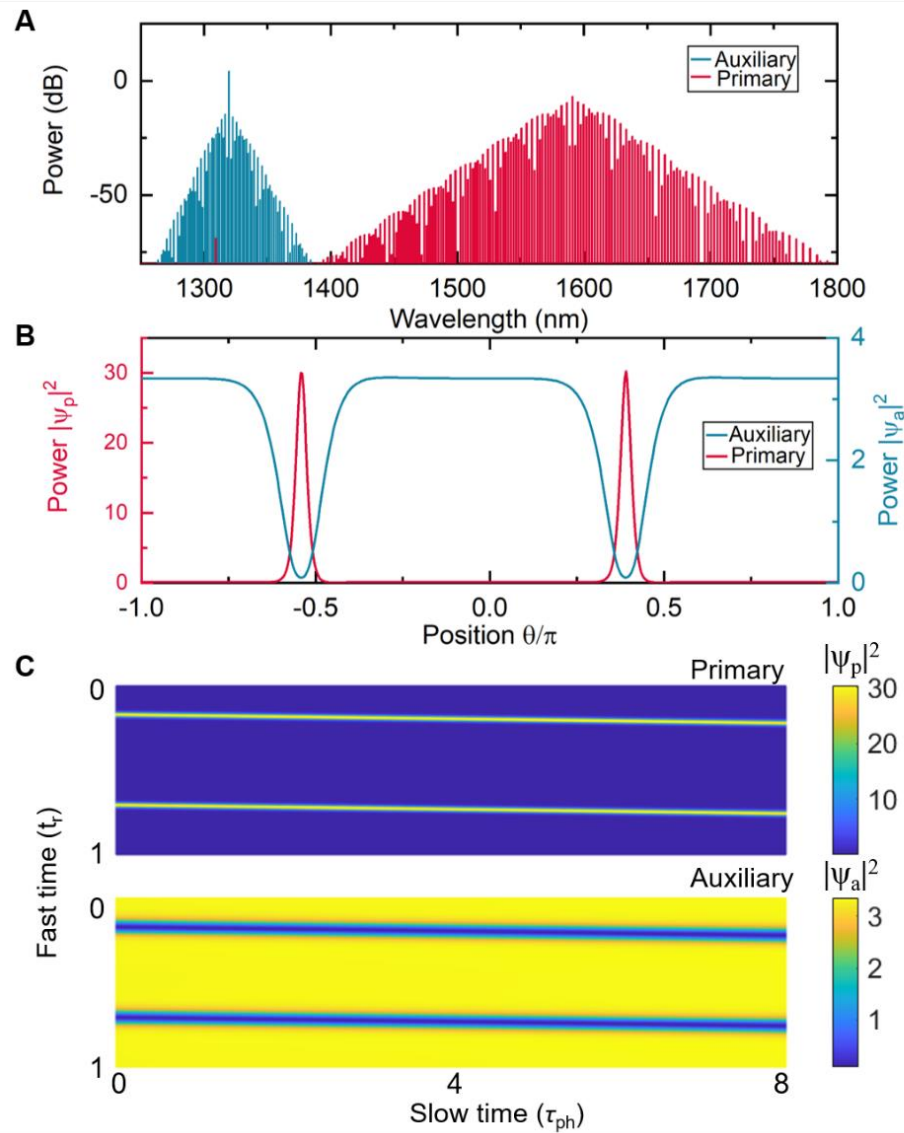 A
Power (dB)
0
-50
Auxiliary
Primary
1300 1400 1500 1600 1700 1800
Wavelength (nm)
B
Power |ψp|²
30
20
10
0
Auxiliary
Primary
4
2
0
Power |ψa|²
-1.0 -0.5 0.0 0.5 1.0
Position θ/π
C
Primary
|ψp|²
0
1
30
20
10
Fast time (tr)
Auxiliary
|ψa|²
0
1
3
2
1
0 4 8
Slow time (τph)